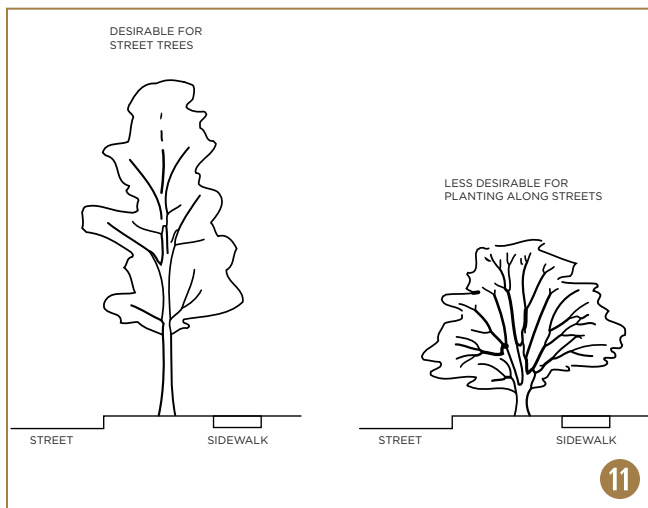 DESIRABLE FOR
STREET TREES
LESS DESIRABLE FOR
PLANTING ALONG STREETS
STREET
SIDEWALK
STREET
SIDEWALK
11